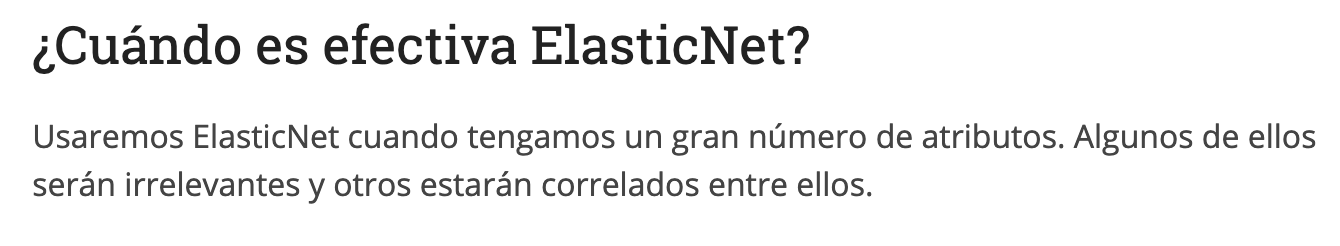 ¿Cuándo es efectiva ElasticNet?
Usaremos ElasticNet cuando tengamos un gran número de atributos. Algunos de ellos
serán irrelevantes y otros estarán correlados entre ellos.